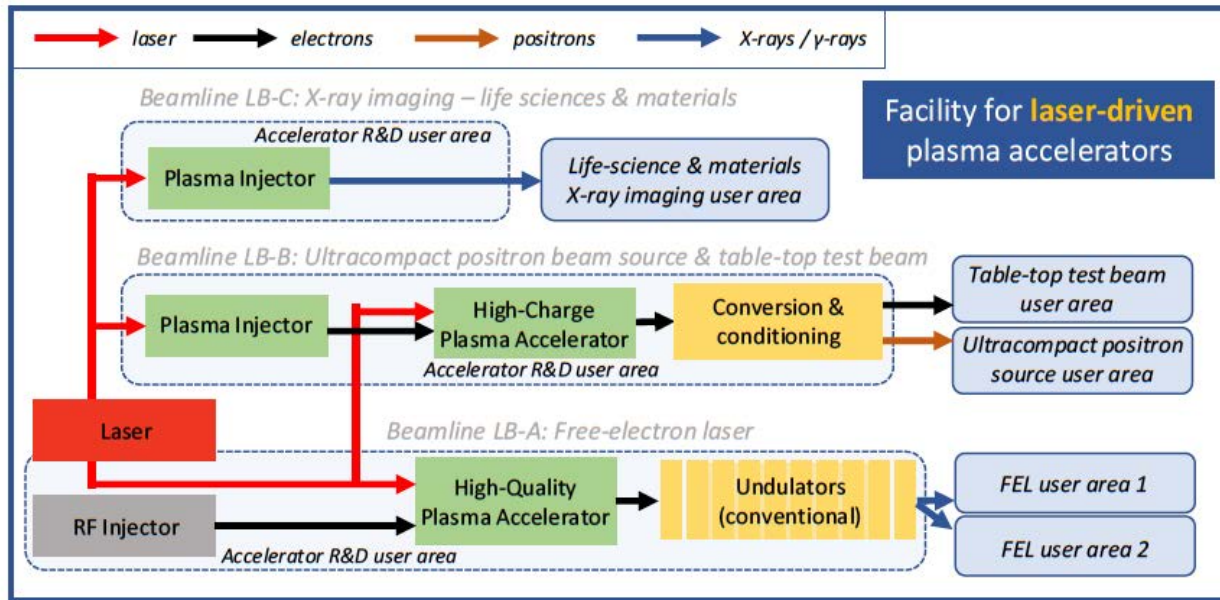 laser
electrons
positrons
X-rays / γ-rays
Beamline LB-C: X-ray imaging – life sciences & materials
Facility for laser-driven
plasma accelerators
Accelerator R&D user area
Plasma Injector
Life-science & materials
X-ray imaging user area
Beamline LB-B: Ultracompact positron beam source & table-top test beam
Plasma Injector
High-Charge
Plasma Accelerator
Conversion &
conditioning
Table-top test beam
user area
Ultracompact positron
source user area
Accelerator R&D user area
Laser
Beamline LB-A: Free-electron laser
RF Injector
High-Quality
Plasma Accelerator
Undulators
(conventional)
FEL user area 1
FEL user area 2
Accelerator R&D user area